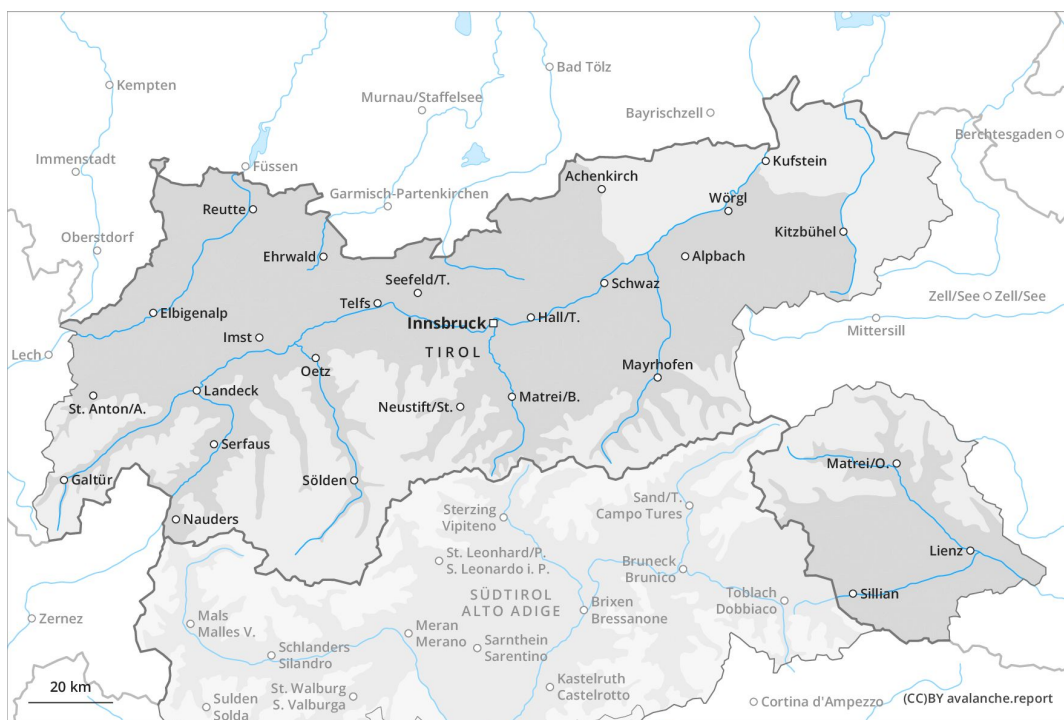 Kempten
Bad Tölz
Murnau/Staffelsee
Bayrischzell
Berchtesgaden
Immenstadt
Füssen
Kufstein
Achenkirch
Garmisch-Partenkirchen
Reutte
Wörgl
Oberstdorf
Kitzbühel
Ehrwald
Alpbach
Seefeld/T.
Schwaz
Telfs
Zell/See
Zell/See
Elbigenalp
Innsbruck
Hall/T.
Mittersill
Imst
Lech
TIROL
Oetz
Mayrhofen
Landeck
St. Anton/A.
Neustift/St.
Matrei/B.
Serfaus
Matrei/O.
Galtür
Sölden
Sand/T.
Campo Tures
Nauders
Sterzing
Vipiteno
Lienz
St. Leonhard/P.
S. Leonardo i. P.
Bruneck
Brunico
SÜDTIROL
ALTO ADIGE
Sillian
Toblach
Dobbiaco
Brixen
Bressanone
Zernez
Mals
Malles V.
Meran
Merano
Sarnthein
Sarentino
Schlanders
Silandro
20 km
St. Walburg
S. Valburga
Kastelruth
Castelrotto
Sulden
Solda
Cortina d'Ampezzo
(CC)BY avalanche.report